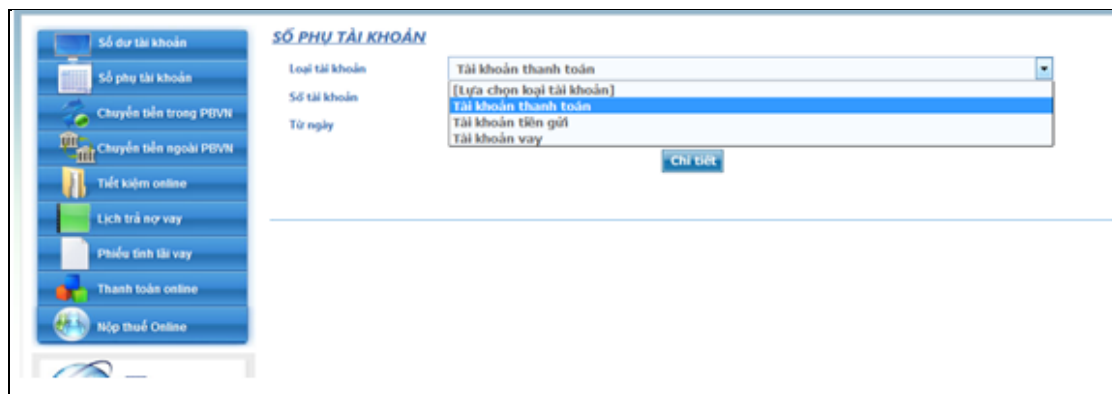 Số dư tài khoản
Sổ phụ tài khoản
Chuyển tiền trong PBVN
Chuyển tiền ngoài PBVN
Tiết kiệm online
Lịch trả nợ vay
Phiếu tính lãi vay
Thanh toán online
Nộp thuế Online
SỔ PHỤ TÀI KHOẢN
Loại tài khoản
Tài khoản thanh toán
[Lựa chọn loại tài khoản]
Tài khoản thanh toán
Tài khoản tiền gửi
Tài khoản vay
Số tài khoản
Từ ngày
Chi tiết